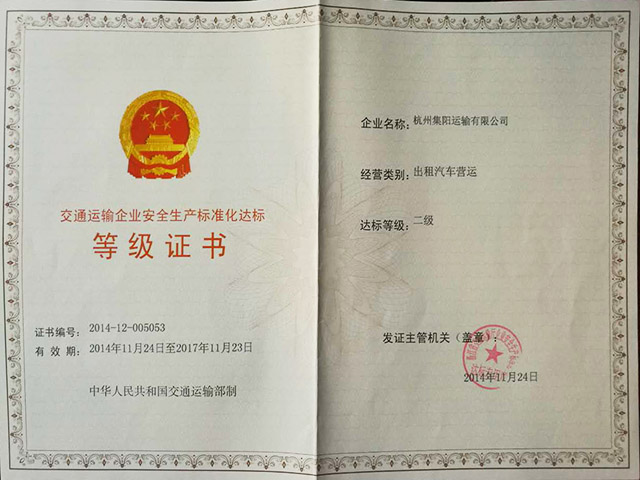 交通运输企业安全生产标准化达标
等级证书
证书编号: 2014-12-005053
有 效 期: 2014年11月24日至2017年11月23日
中华人民共和国交通运输部制
企业名称: 杭州集阳运输有限公司
经营类别: 出租汽车营运
达标等级: 二级
发证主管机关（盖章）:
2014年11月24日